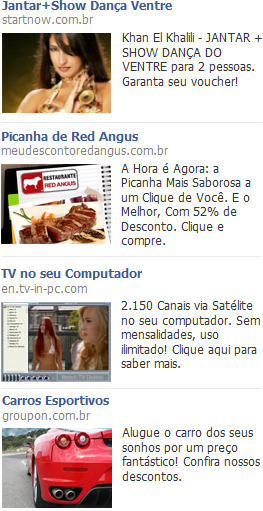 Jantar+Show Dança Ventre
startnow.com.br
Khan El Khalili - JANTAR +
SHOW DANÇA DO
VENTRE para 2 pessoas.
Garanta seu voucher!
Picanha de Red Angus
meudescontoredangus.com.br
RESTAURANTE
RED ANGUS
A Hora é Agora: a
Picanha Mais Saborosa a
um Clique de Você. E o
Melhor, Com 52% de
Desconto. Clique e
compre.
TV no seu Computador
en.tv-in-pc.com
2.150 Canais via Satélite
no seu computador. Sem
mensalidades, uso
ilimitado! Clique aqui para
saber mais.
Carros Esportivos
groupon.com.br
Alugue o carro dos seus
sonhos por um preço
fantástico! Confira nossos
descontos.